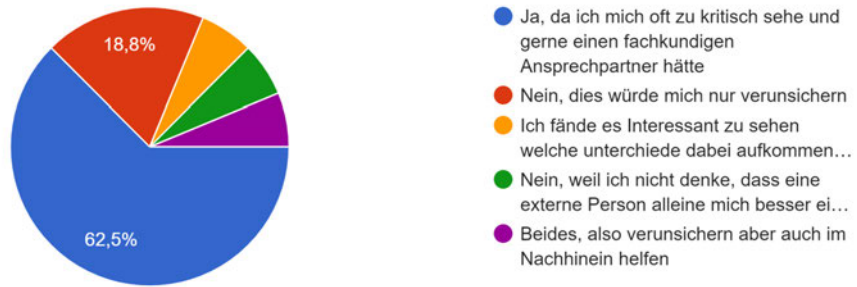 18,8%
62,5%
Ja, da ich mich oft zu kritisch sehe und
gerne einen fachkundigen
Ansprechpartner hätte
Nein, dies würde mich nur verunsichern
Ich fände es Interessant zu sehen
welche unterchiede dabei aufkommen…
Nein, weil ich nicht denke, dass eine
externe Person alleine mich besser ei…
Beides, also verunsichern aber auch im
Nachhinein helfen